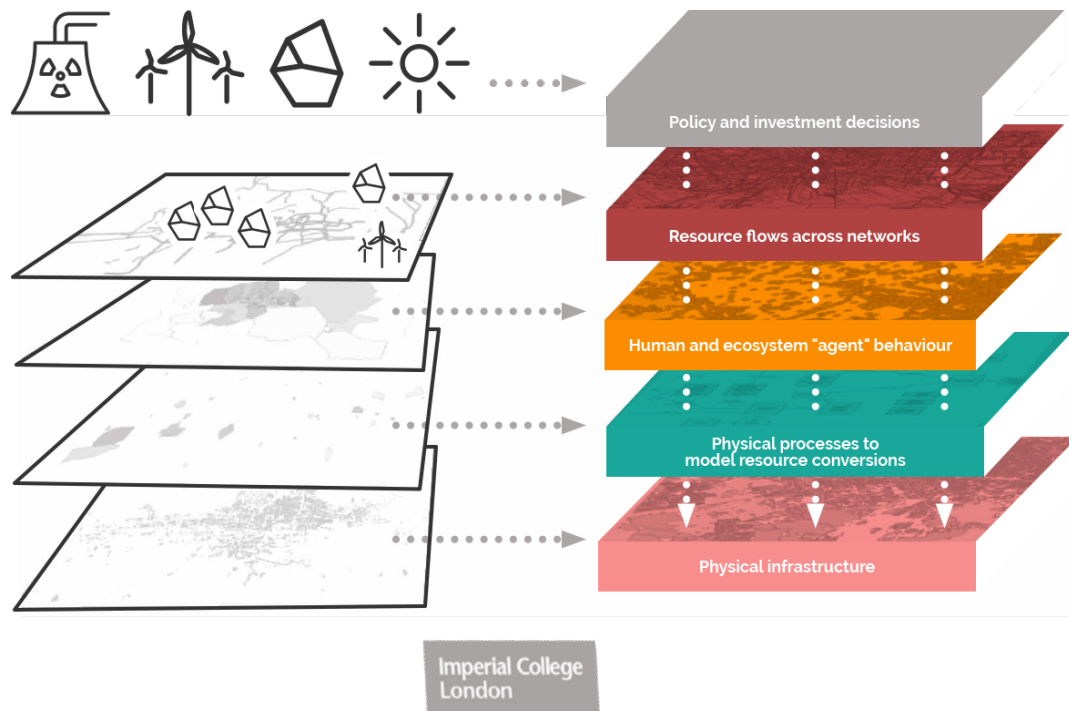 Policy and investment decisions
Resource flows across networks
Human and ecosystem "agent" behaviour
Physical processes to
model resource conversions
Physical infrastructure
Imperial College
London